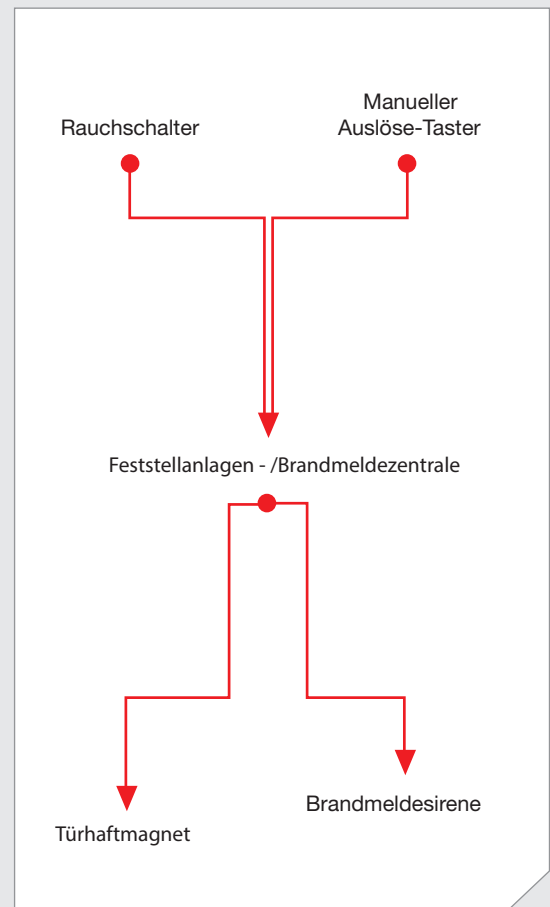 Rauchschalter
Manueller
Auslöse-Taster
Feststellanlagen - /Brandmeldezentrale
Türhaftmagnet
Brandmeldesirene